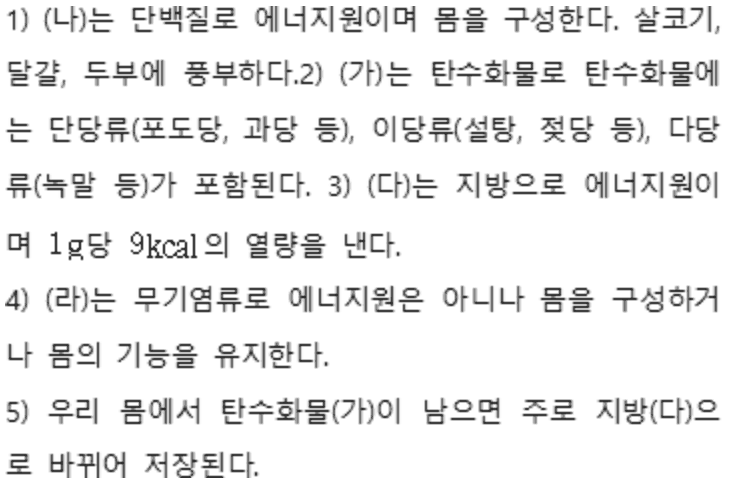 1) (나)는 단백질로 에너지원이며 몸을 구성한다. 살코기,
달걀, 두부에 풍부하다.2) (가)는 탄수화물로 탄수화물에
는 단당류(포도당, 과당 등), 이당류(설탕, 젖당 등), 다당
류(녹말 등)가 포함된다. 3) (다)는 지방으로 에너지원이
며 1g당 9kcal의 열량을 낸다.
4) (라)는 무기염류로 에너지원은 아니나 몸을 구성하거
나 몸의 기능을 유지한다.
5) 우리 몸에서 탄수화물(가)이 남으면 주로 지방(다)으
로 바뀌어 저장된다.